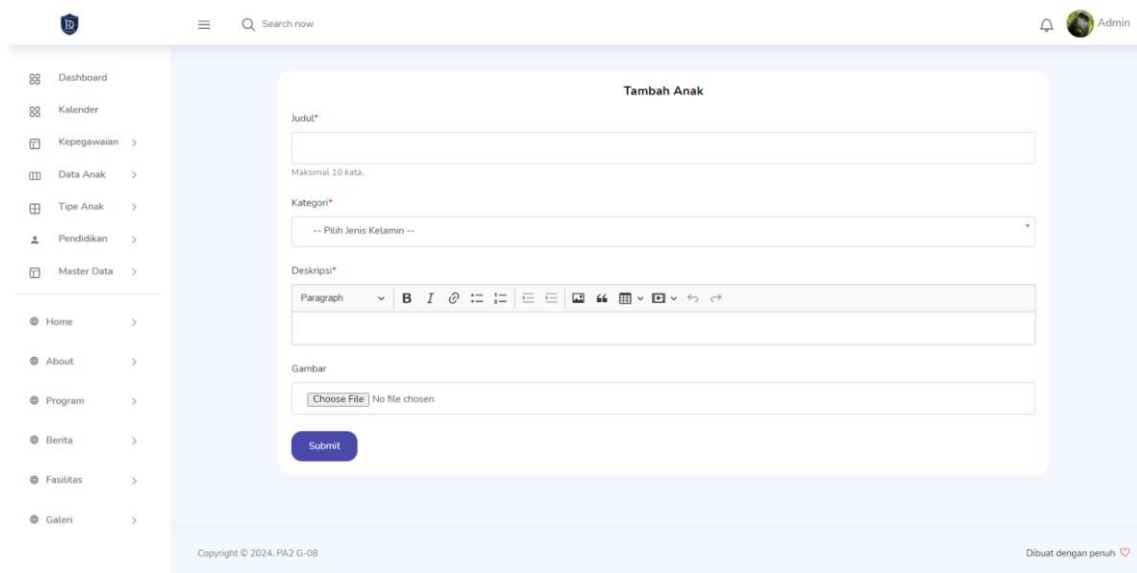 Search now
Admin
Dashboard
Kalender
Kepegawaian
Data Anak
Tipe Anak
Pendidikan
Master Data
Home
About
Program
Berita
Fasilitas
Galeri
Tambah Anak
Judul*
Maksimal 10 kata.
Kategori*
-- Pilih Jenis Kelamin --
Deskripsi*
Paragraph B I
Gambar
Choose File No file chosen
Submit
Copyright © 2024. PA2 G-08
Dibuat dengan penuh ♡